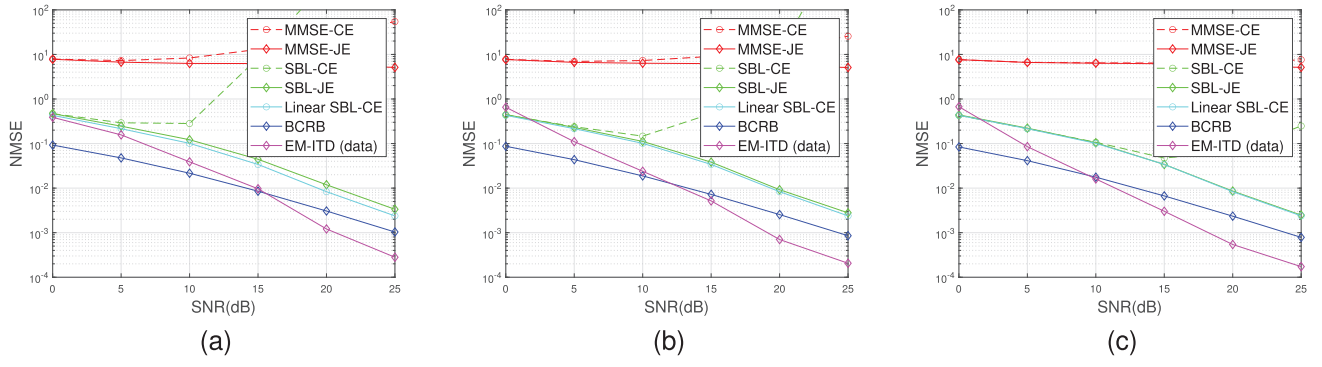 10^2
10^1
10^0
10^-1
10^-2
10^-3
10^-4
NMSE
0 5 10 15 20 25
SNR(dB)
MMSE-CE
MMSE-JE
SBL-CE
SBL-JE
Linear SBL-CE
BCRB
EM-ITD (data)
(a)
10^2
10^1
10^0
10^-1
10^-2
10^-3
10^-4
NMSE
0 5 10 15 20 25
SNR(dB)
MMSE-CE
MMSE-JE
SBL-CE
SBL-JE
Linear SBL-CE
BCRB
EM-ITD (data)
(b)
10^2
10^1
10^0
10^-1
10^-2
10^-3
10^-4
NMSE
0 5 10 15 20 25
SNR(dB)
MMSE-CE
MMSE-JE
SBL-CE
SBL-JE
Linear SBL-CE
BCRB
EM-ITD (data)
(c)